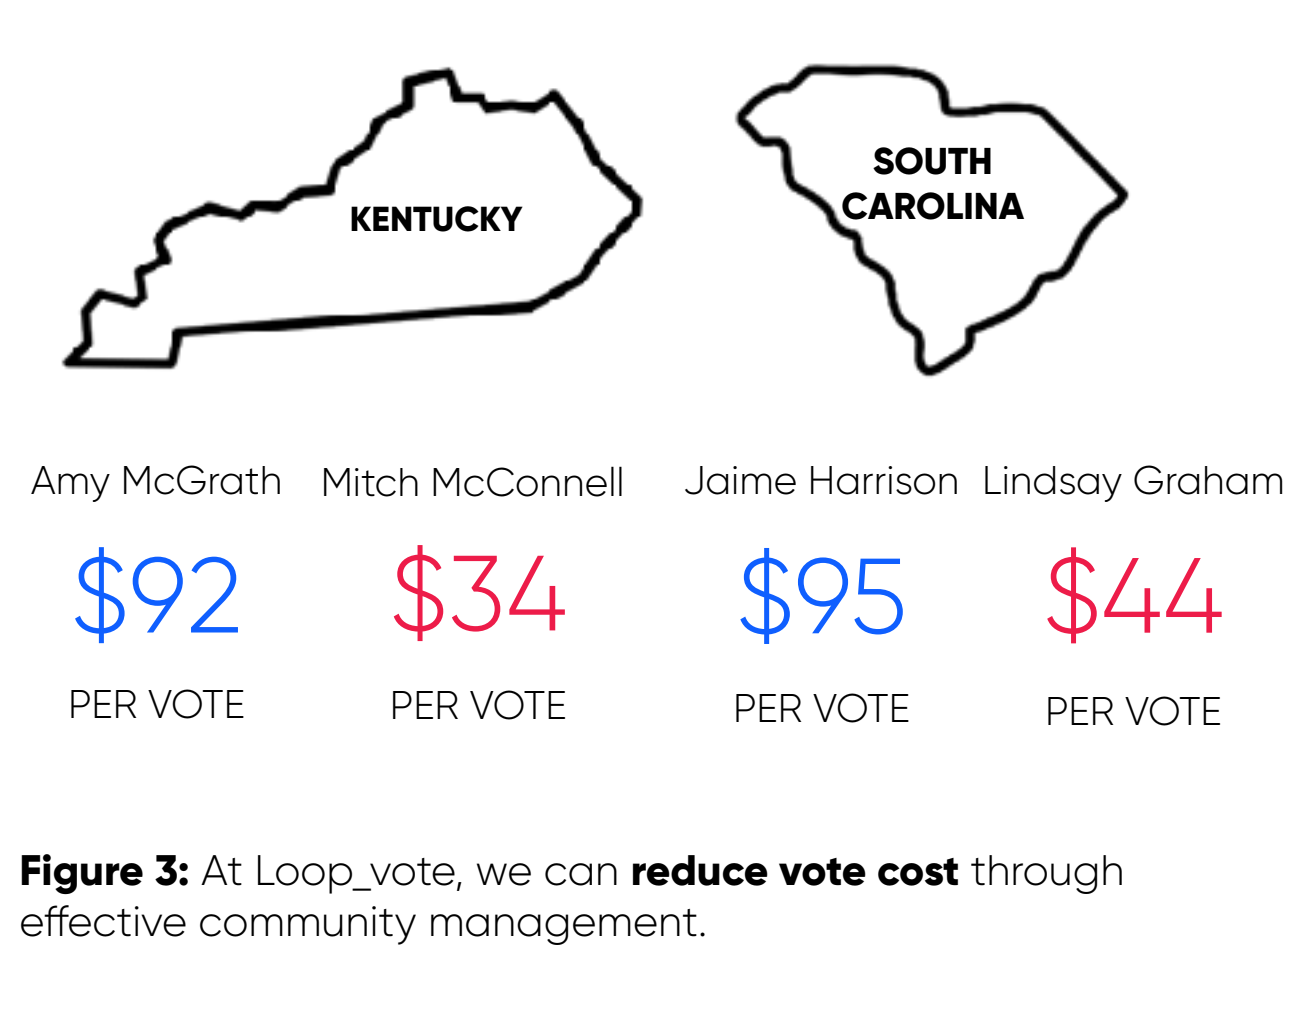 KENTUCKY
SOUTH
CAROLINA
Amy McGrath
Mitch McConnell
Jaime Harrison
Lindsay Graham
$92
$34
$95
$44
PER VOTE
PER VOTE
PER VOTE
PER VOTE
Figure 3: At Loop_vote, we can reduce vote cost through
effective community management.